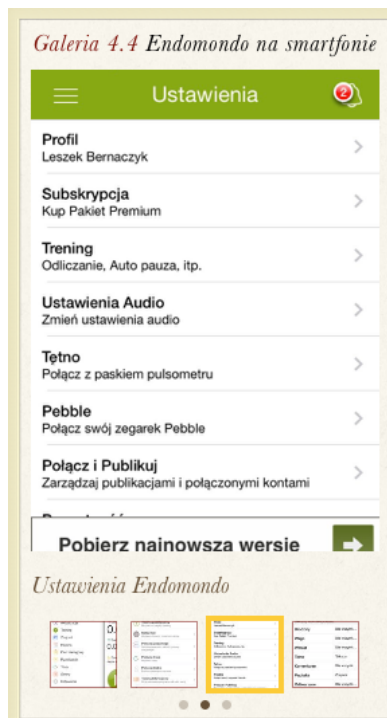 Galeria 4.4 Endomondo na smartfonie
Ustawienia
2
Profil
Leszek Bernaczyk
Subskrypcja
Kup Pakiet Premium
Trening
Odliczanie, Auto pauza, itp.
Ustawienia Audio
Zmień ustawienia audio
Tętno
Połącz z paskiem pulsometru
Pebble
Połącz swój zegarek Pebble
Połącz i Publikuj
Zarządzaj publikacjami i połączonymi kontami
Pobierz najnowszą wersję
Ustawienia Endomondo